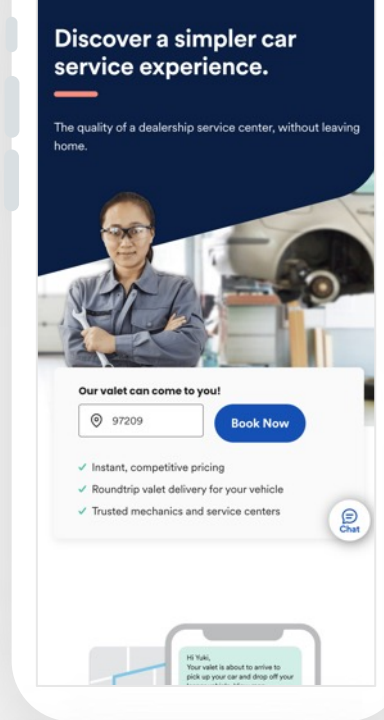 Discover a simpler car
service experience.
The quality of a dealership service center, without leaving
home.
Our valet can come to you!
97209
Book Now
Instant, competitive pricing
Roundtrip valet delivery for your vehicle
Trusted mechanics and service centers
Chat
Hi Yuki,
Your valet is about to arrive to
pick up your car and drop off your